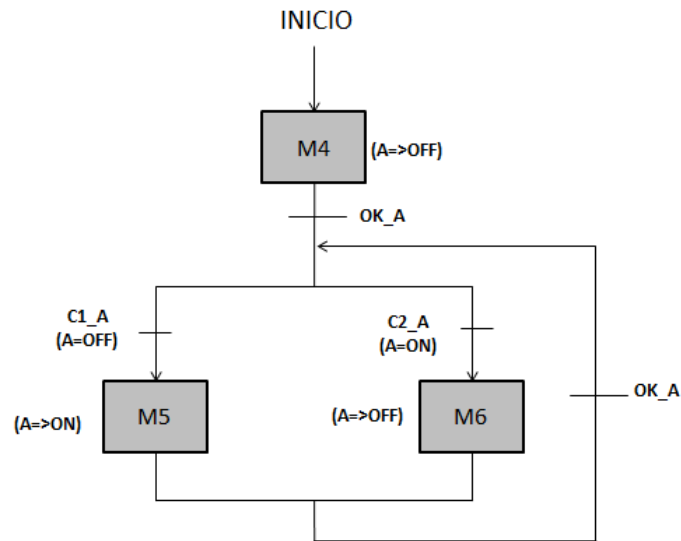 INICIO
M4
(A=>OFF)
OK_A
C1_A
(A=OFF)
C2_A
(A=ON)
OK_A
(A=>ON)
M5
(A=>OFF)
M6